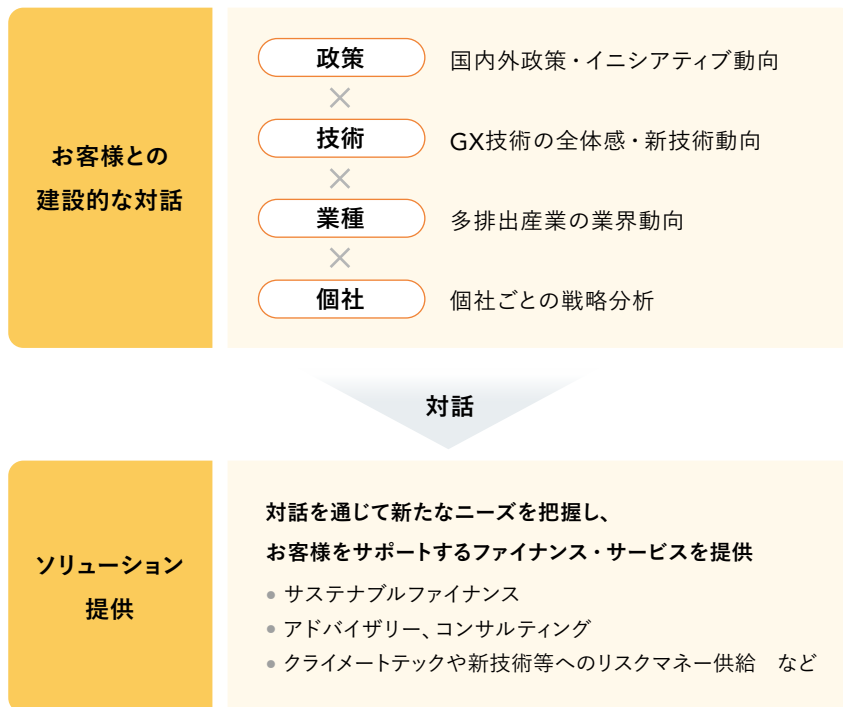 お客様との
建設的な対話
政策 国内外政策・イニシアティブ動向
×
技術 GX技術の全体感・新技術動向
×
業種 多排出産業の業界動向
×
個社 個社ごとの戦略分析
対話
ソリューション
提供
対話を通じて新たなニーズを把握し、
お客様をサポートするファイナンス・サービスを提供
• サステナブルファイナンス
• アドバイザリー、コンサルティング
• クライメートテックや新技術等へのリスクマネー供給　など